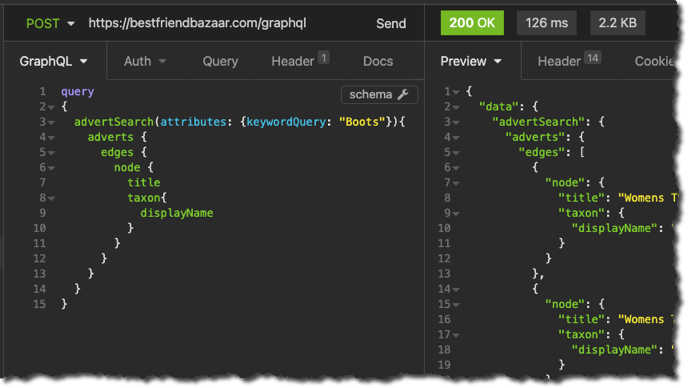 POST https://bestfriendbazaar.com/graphql Send 200 OK 126 ms 2.2 KB
GraphQL Auth Query Header 1 Docs Preview Header 14 Cookie
schema
1 query
2 {
3 advertSearch(attributes: {keywordQuery: "Boots"}){
4 adverts {
5 edges {
6 node {
7 title
8 taxon{
9 displayName
10 }
11 }
12 }
13 }
14 }
15 }
1 {
2 "data": {
3 "advertSearch": {
4 "adverts": {
5 "edges": [
6 {
7 "node": {
8 "title": "Womens T
9 "taxon": {
10 "displayName": "
11 }
12 }
13 },
14 {
15 "node": {
16 "title": "Womens T
17 "taxon": {
18 "displayName": "
19 }